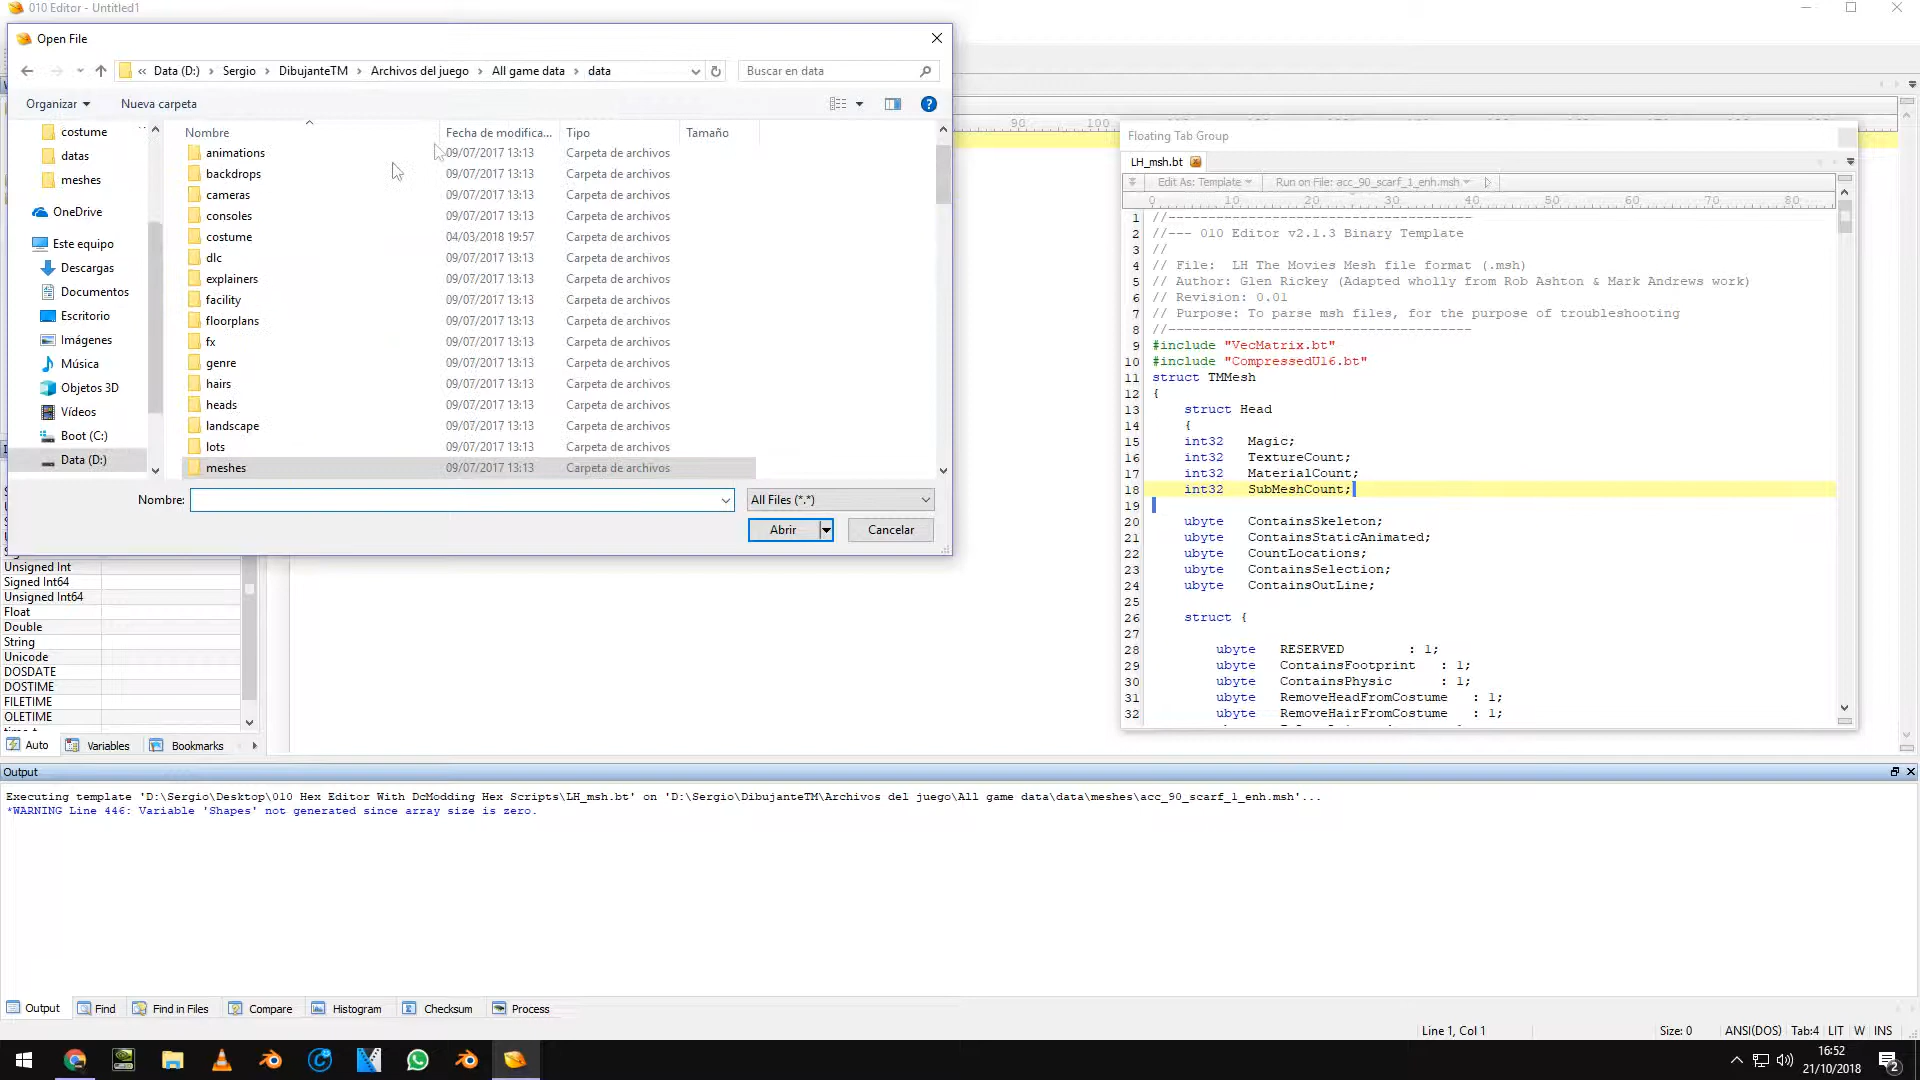 010 Editor - Untitled1
Open File
« Data (D:) › Sergio › DibujanteTM › Archivos del juego › All game data › data
Buscar en data
Organizar
Nueva carpeta
costume
datas
meshes
OneDrive
Este equipo
Descargas
Documentos
Escritorio
Imágenes
Música
Objetos 3D
Vídeos
Boot (C:)
Data (D:)
Nombre Fecha de modifica... Tipo Tamaño
animations 09/07/2017 13:13 Carpeta de archivos
backdrops 09/07/2017 13:13 Carpeta de archivos
cameras 09/07/2017 13:13 Carpeta de archivos
consoles 09/07/2017 13:13 Carpeta de archivos
costume 04/03/2018 19:57 Carpeta de archivos
dlc 09/07/2017 13:13 Carpeta de archivos
explainers 09/07/2017 13:13 Carpeta de archivos
facility 09/07/2017 13:13 Carpeta de archivos
floorplans 09/07/2017 13:13 Carpeta de archivos
fx 09/07/2017 13:13 Carpeta de archivos
genre 09/07/2017 13:13 Carpeta de archivos
hairs 09/07/2017 13:13 Carpeta de archivos
heads 09/07/2017 13:13 Carpeta de archivos
landscape 09/07/2017 13:13 Carpeta de archivos
lots 09/07/2017 13:13 Carpeta de archivos
meshes 09/07/2017 13:13 Carpeta de archivos
Nombre:
All Files (*.*)
Abrir
Cancelar
90 100
Floating Tab Group
LH_msh.bt
Edit As: Template
Run on File: acc_90_scarf_1_enh.msh
0 10 20 30 40 50 60 70 80
1 //--------------------------------------
2 //--- 010 Editor v2.1.3 Binary Template
3 //
4 // File:  LH The Movies Mesh file format (.msh)
5 // Author: Glen Rickey (Adapted wholly from Rob Ashton & Mark Andrews work)
6 // Revision: 0.01
7 // Purpose: To parse msh files, for the purpose of troubleshooting
8 //--------------------------------------
9 #include "VecMatrix.bt"
10 #include "CompressedU16.bt"
11 struct TMMesh
12 {
13 struct Head
14 {
15 int32 Magic;
16 int32 TextureCount;
17 int32 MaterialCount;
18 int32 SubMeshCount;
19
20 ubyte ContainsSkeleton;
21 ubyte ContainsStaticAnimated;
22 ubyte CountLocations;
23 ubyte ContainsSelection;
24 ubyte ContainsOutLine;
25
26 struct {
27
28 ubyte RESERVED : 1;
29 ubyte ContainsFootprint : 1;
30 ubyte ContainsPhysic : 1;
31 ubyte RemoveHeadFromCostume : 1;
32 ubyte RemoveHairFromCostume : 1;
Unsigned Int
Signed Int64
Unsigned Int64
Float
Double
String
Unicode
DOSDATE
DOSTIME
FILETIME
OLETIME
Auto
Variables
Bookmarks
Output
Executing template 'D:\Sergio\Desktop\010 Hex Editor With DcModding Hex Scripts\LH_msh.bt' on 'D:\Sergio\DibujanteTM\Archivos del juego\All game data\data\meshes\acc_90_scarf_1_enh.msh'...
*WARNING Line 446: Variable 'Shapes' not generated since array size is zero.
Output
Find
Find in Files
Compare
Histogram
Checksum
Process
Line 1, Col 1
Size: 0
ANSI(DOS)
Tab:4
LIT
W
INS
16:52
21/10/2018
2